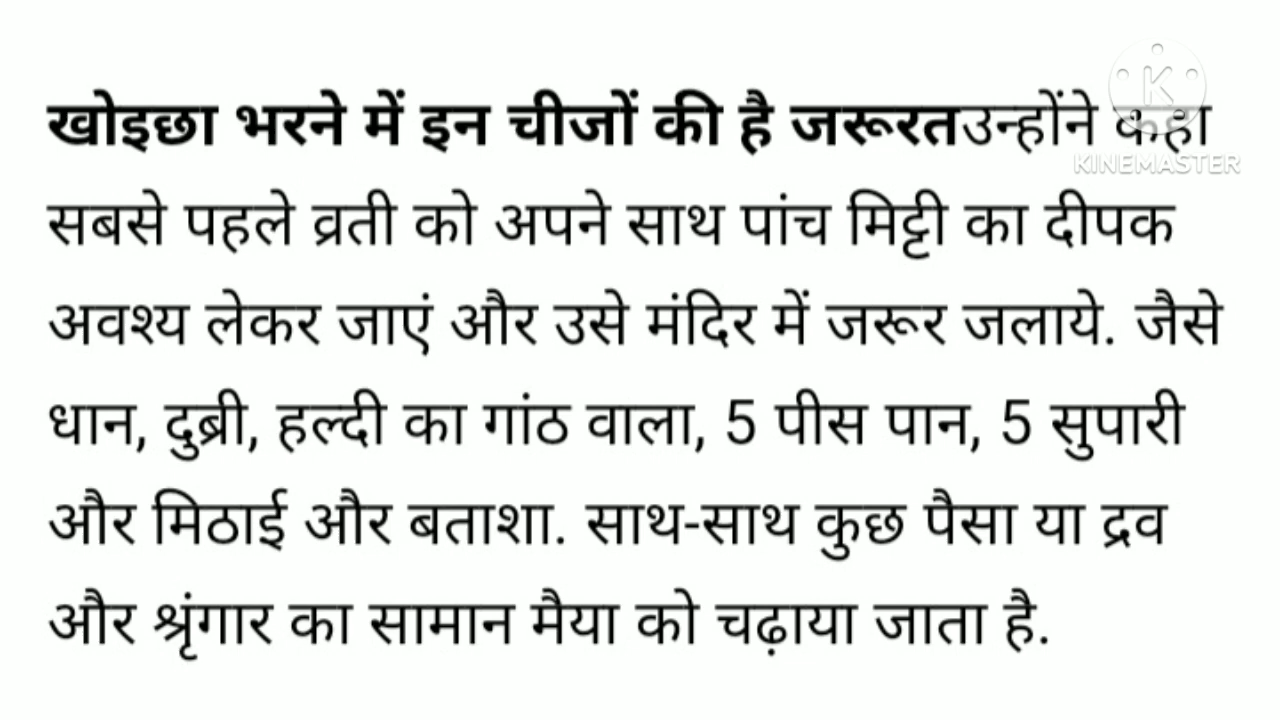 खोइछा भरने में इन चीजों की है जरूरतउन्होंने कहा
KINEMASTER
सबसे पहले व्रती को अपने साथ पांच मिट्टी का दीपक
अवश्य लेकर जाएं और उसे मंदिर में जरूर जलाये. जैसे
धान, दुब्री, हल्दी का गांठ वाला, 5 पीस पान, 5 सुपारी
और मिठाई और बताशा. साथ-साथ कुछ पैसा या द्रव
और श्रृंगार का सामान मैया को चढ़ाया जाता है.